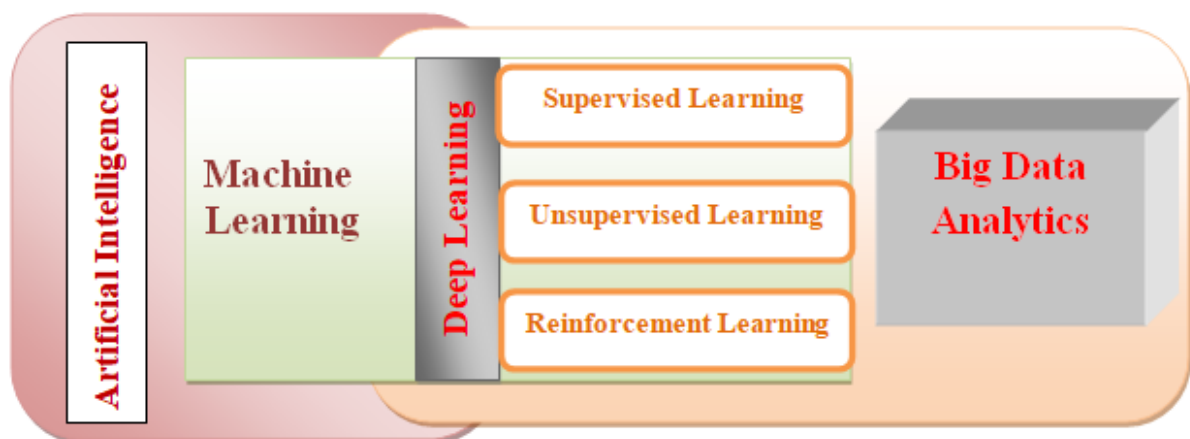 Artificial Intelligence
Machine
Learning
Deep Learning
Supervised Learning
Unsupervised Learning
Reinforcement Learning
Big Data
Analytics